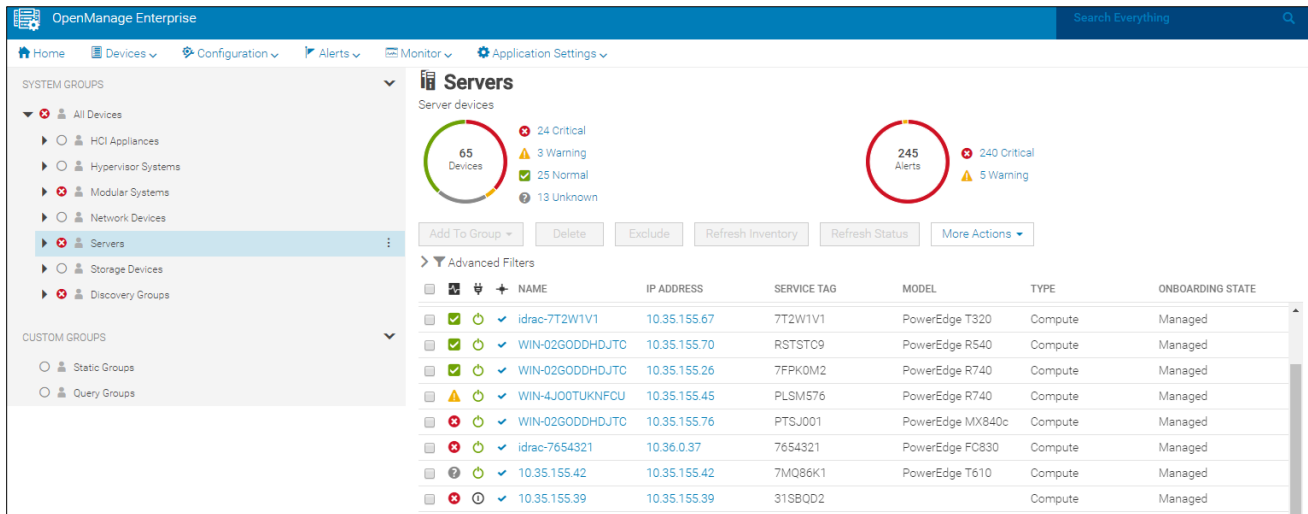 OpenManage Enterprise
Search Everything
Home Devices Configuration Alerts Monitor Application Settings
SYSTEM GROUPS
All Devices
HCI Appliances
Hypervisor Systems
Modular Systems
Network Devices
Servers
Storage Devices
Discovery Groups
CUSTOM GROUPS
Static Groups
Query Groups
Servers
Server devices
65
Devices
24 Critical
3 Warning
25 Normal
13 Unknown
245
Alerts
240 Critical
5 Warning
Add To Group Delete Exclude Refresh Inventory Refresh Status More Actions
Advanced Filters
NAME IP ADDRESS SERVICE TAG MODEL TYPE ONBOARDING STATE
idrac-7T2W1V1 10.35.155.67 7T2W1V1 PowerEdge T320 Compute Managed
WIN-02GODDHDJTC 10.35.155.70 RSTSTC9 PowerEdge R540 Compute Managed
WIN-02GODDHDJTC 10.35.155.26 7FPK0M2 PowerEdge R740 Compute Managed
WIN-4JO0TUKNFCU 10.35.155.45 PLSM576 PowerEdge R740 Compute Managed
WIN-02GODDHDJTC 10.35.155.76 PTSJ001 PowerEdge MX840c Compute Managed
idrac-7654321 10.36.0.37 7654321 PowerEdge FC830 Compute Managed
10.35.155.42 10.35.155.42 7MQ86K1 PowerEdge T610 Compute Managed
10.35.155.39 10.35.155.39 31SBQD2 Compute Managed